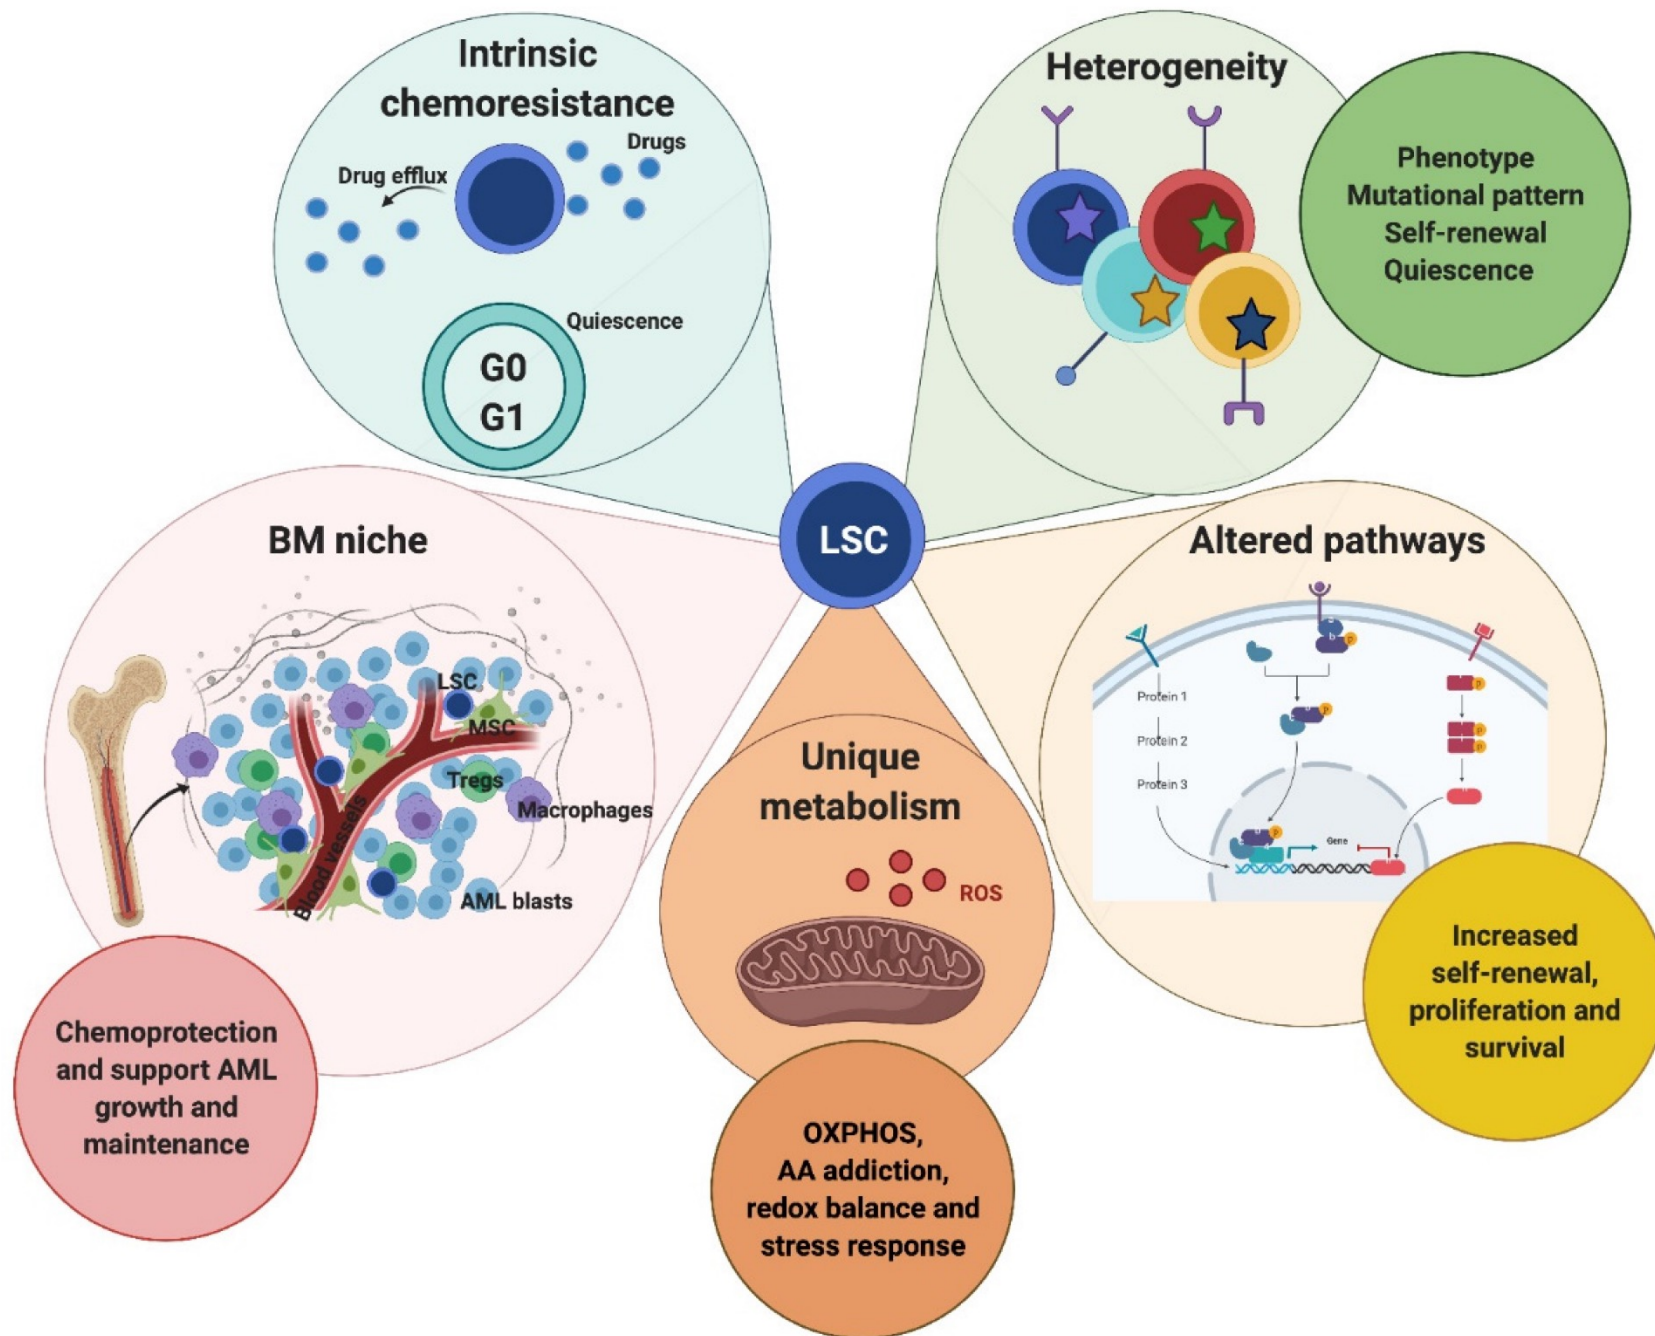 Intrinsic
chemoresistance
Drugs
Drug efflux
Quiescence
G0
G1
Heterogeneity
Phenotype
Mutational pattern
Self-renewal
Quiescence
LSC
BM niche
LSC
MSC
Tregs
Macrophages
Blood vessels
AML blasts
Chemoprotection
and support AML
growth and
maintenance
Unique
metabolism
ROS
OXPHOS,
AA addiction,
redox balance and
stress response
Altered pathways
P
P
Protein 1
P
P
Protein 2
P
P
Protein 3
P
Gene
Increased
self-renewal,
proliferation and
survival